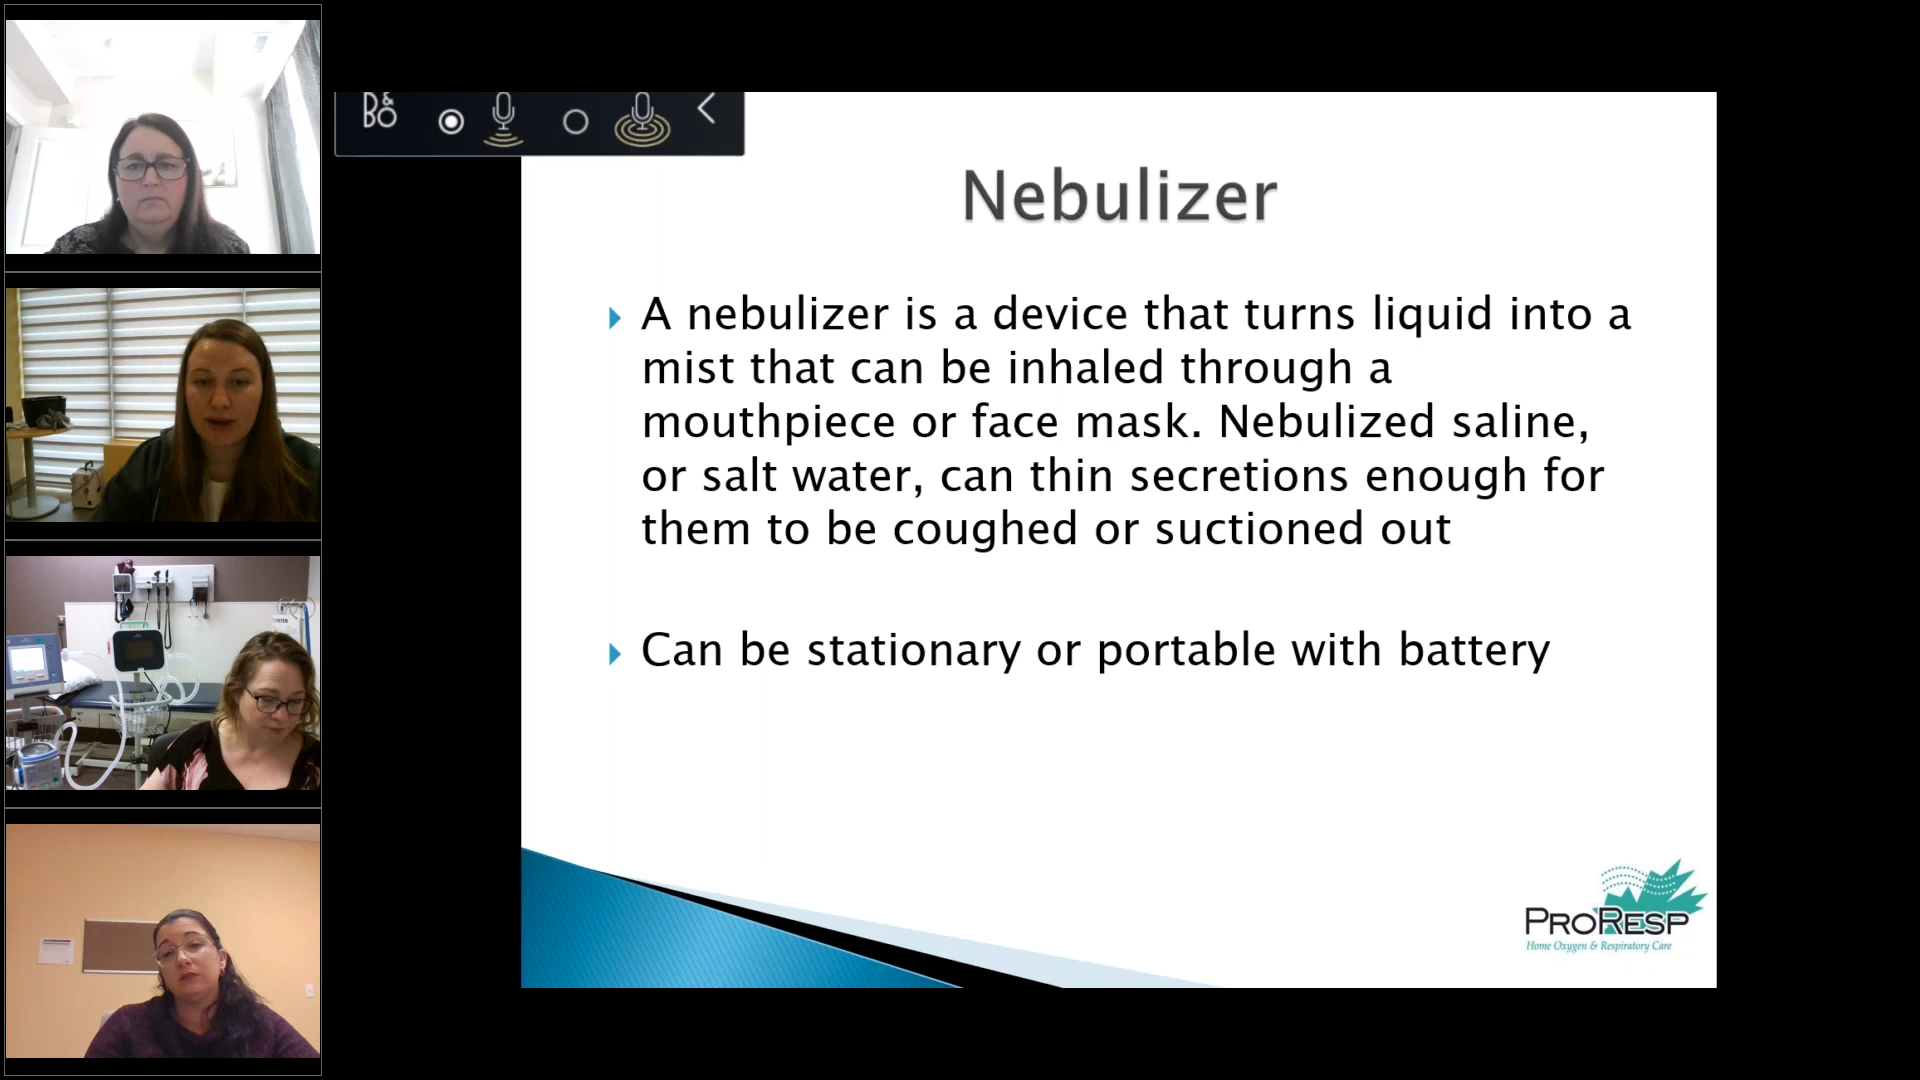 B&O
Nebulizer
A nebulizer is a device that turns liquid into a
mist that can be inhaled through a
mouthpiece or face mask. Nebulized saline,
or salt water, can thin secretions enough for
them to be coughed or suctioned out
Can be stationary or portable with battery
PRORESP
Home Oxygen & Respiratory Care